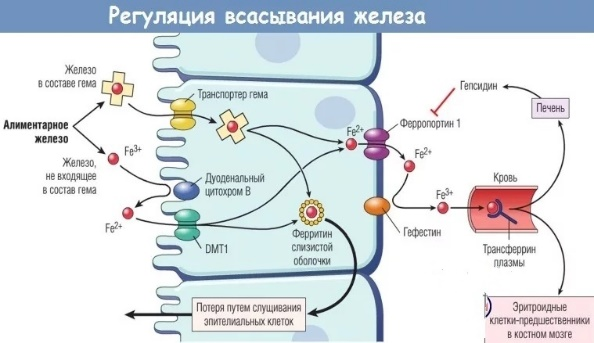 Регуляция всасывания железа
Железо
в составе гема
Алиментарное
железо
Fe3+
Железо,
не входящее
в состав гема
Fe2+
Транспортер гема
Дуоденальный
цитохром В
DMT1
Ферритин
слизистой
оболочки
Потеря путем слущивания
эпителиальных клеток
Fe2+
Ферропортин 1
Fe2+
Гефестин
Гепсидин
Печень
Fe3+
Кровь
Трансферрин
плазмы
Эритроидные
клетки-предшественники
в костном мозге